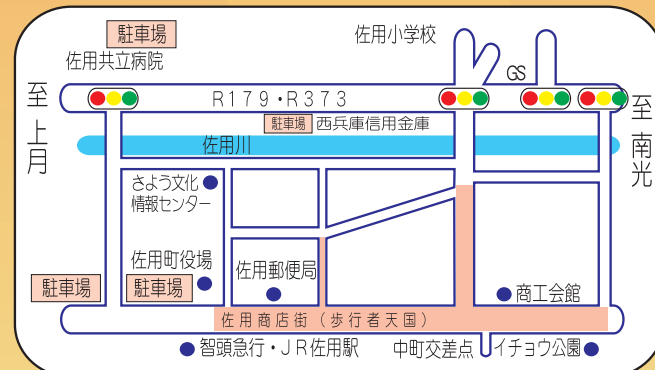 駐車場
佐用共立病院
佐用小学校
GS
至上月
R179・R373
至南光
駐車場 西兵庫信用金庫
佐用川
さよう文化
情報センター
佐用町役場
佐用郵便局
駐車場
駐車場
商工会館
佐用商店街（歩行者天国）
智頭急行・JR佐用駅
中町交差点
イチョウ公園